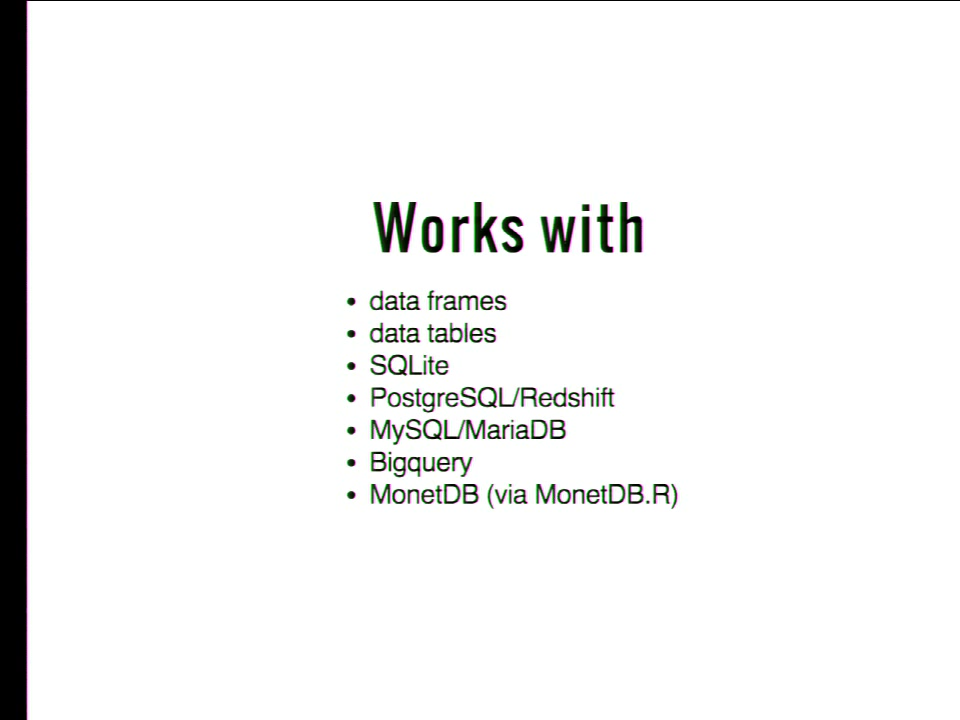 Works with
• data frames
• data tables
• SQLite
• PostgreSQL/Redshift
• MySQL/MariaDB
• Bigquery
• MonetDB (via MonetDB.R)